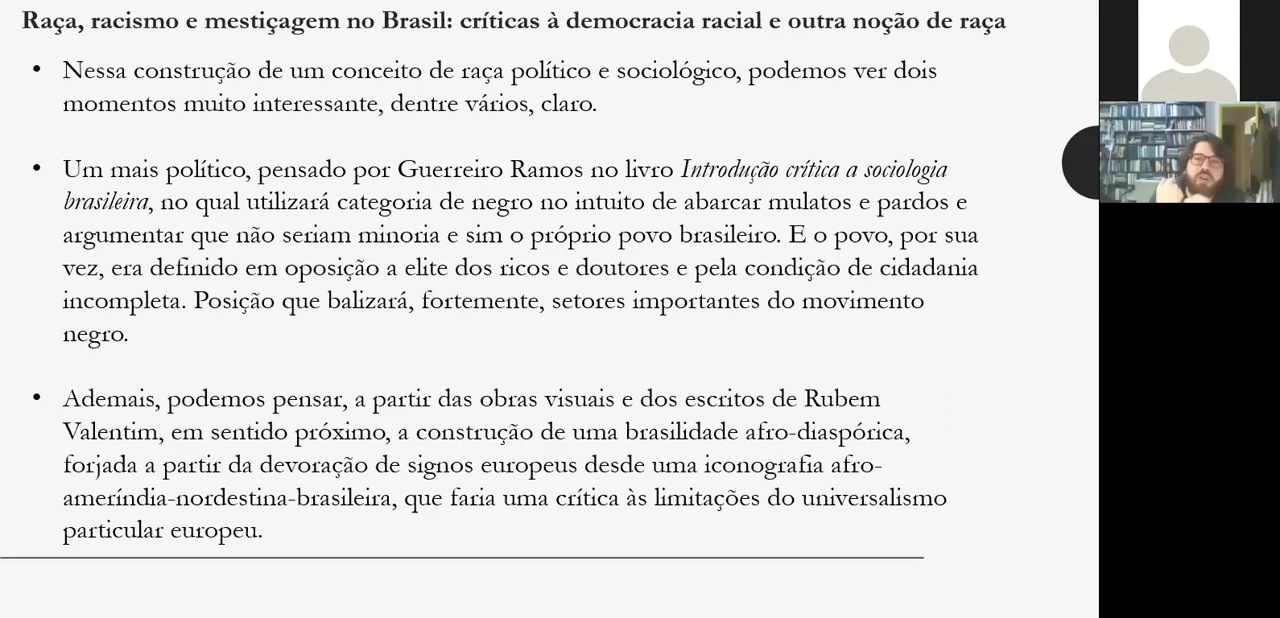 Raça, racismo e mestiçagem no Brasil: críticas à democracia racial e outra noção de raça
• Nessa construção de um conceito de raça político e sociológico, podemos ver dois
momentos muito interessante, dentre vários, claro.
• Um mais político, pensado por Guerreiro Ramos no livro Introdução crítica a sociologia
brasileira, no qual utilizará categoria de negro no intuito de abarcar mulatos e pardos e
argumentar que não seriam minoria e sim o próprio povo brasileiro. E o povo, por sua
vez, era definido em oposição a elite dos ricos e doutores e pela condição de cidadania
incompleta. Posição que balizará, fortemente, setores importantes do movimento
negro.
• Ademais, podemos pensar, a partir das obras visuais e dos escritos de Rubem
Valentim, em sentido próximo, a construção de uma brasilidade afro-diaspórica,
forjada a partir da devoração de signos europeus desde uma iconografia afro-
ameríndia-nordestina-brasileira, que faria uma crítica às limitações do universalismo
particular europeu.